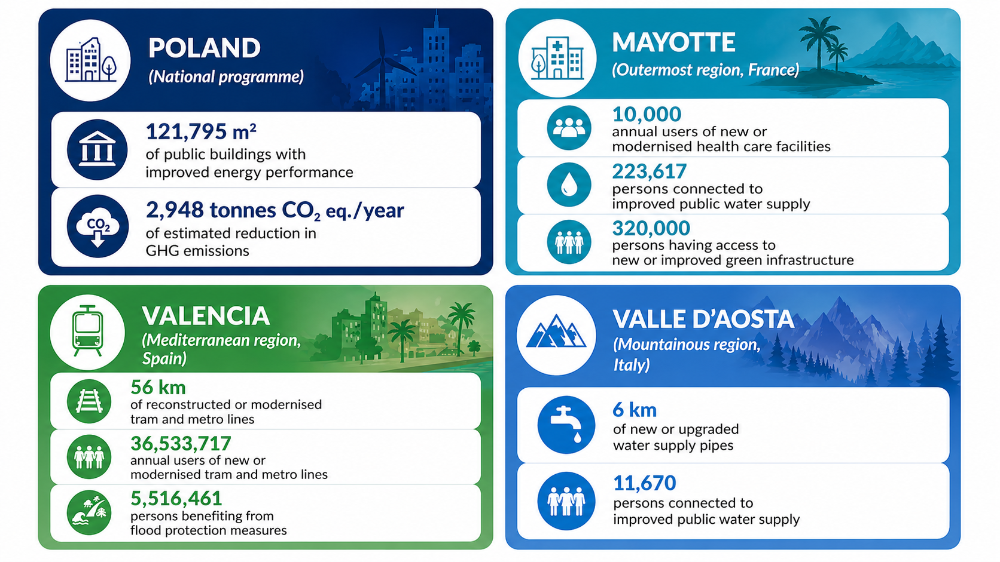 POLAND
(National programme)
121,795 m²
of public buildings with
improved energy performance
CO₂
2,948 tonnes CO₂ eq./year
of estimated reduction in
GHG emissions
MAYOTTE
(Outermost region, France)
10,000
annual users of new or
modernised health care facilities
223,617
persons connected to
improved public water supply
320,000
persons having access to
new or improved green infrastructure
VALENCIA
(Mediterranean region,
Spain)
56 km
of reconstructed or modernised
tram and metro lines
36,533,717
annual users of new or
modernised tram and metro lines
5,516,461
persons benefiting from
flood protection measures
VALLE D’AOSTA
(Mountainous region,
Italy)
6 km
of new or upgraded
water supply pipes
11,670
persons connected to
improved public water supply